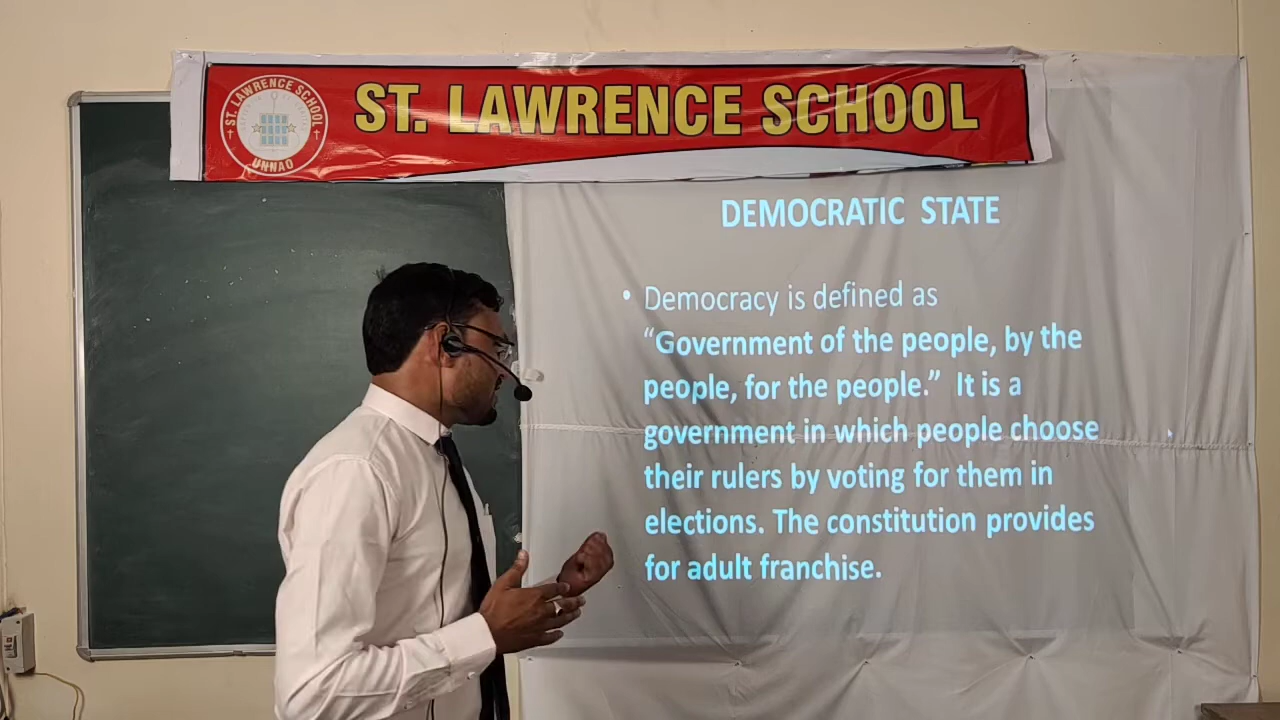 ST. LAWRENCE SCHOOL
UNNAO
ST. LAWRENCE SCHOOL
DEMOCRATIC STATE
• Democracy is defined as
“Government of the people, by the
people, for the people.” It is a
government in which people choose
their rulers by voting for them in
elections. The constitution provides
for adult franchise.